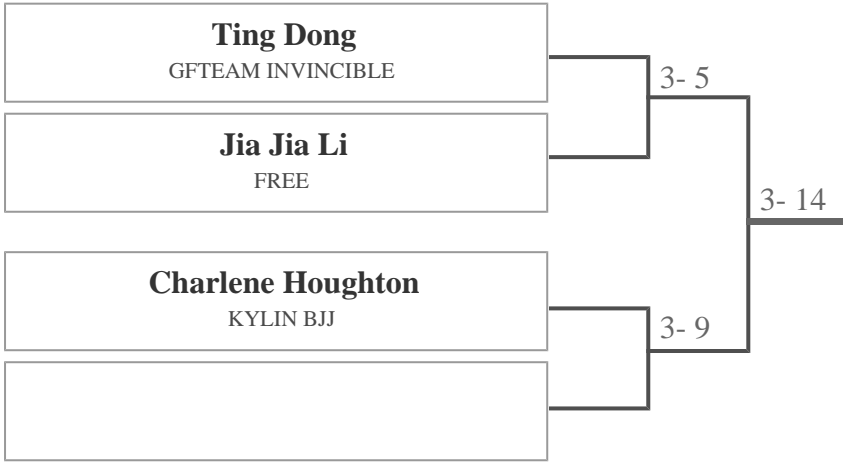 Ting Dong
GFTEAM INVINCIBLE
3- 5
Jia Jia Li
FREE
3- 14
Charlene Houghton
KYLIN BJJ
3- 9